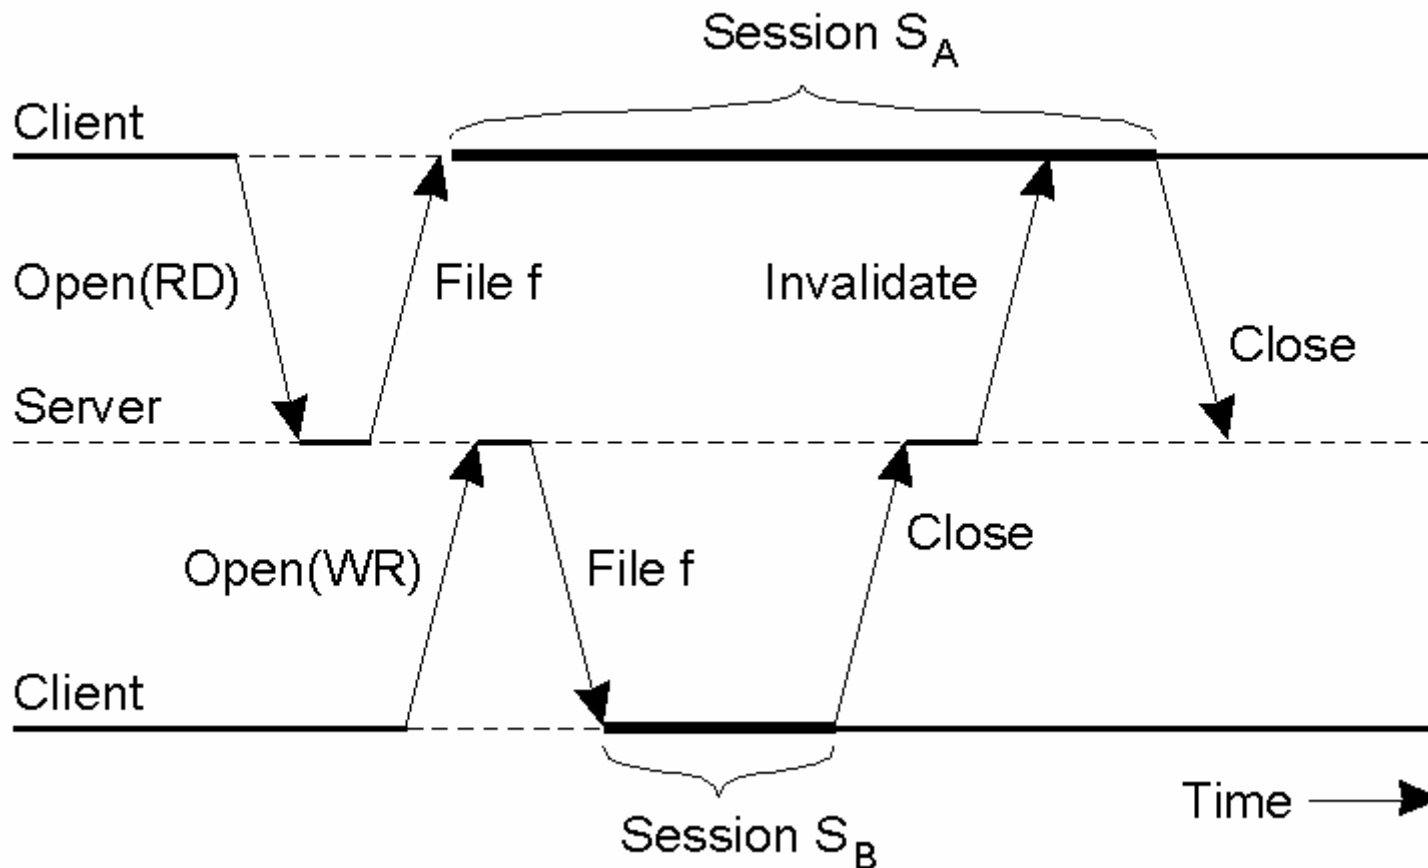 Session S_A
Client
Open(RD)
File f
Invalidate
Close
Server
Open(WR)
File f
Close
Client
Time
Session S_B